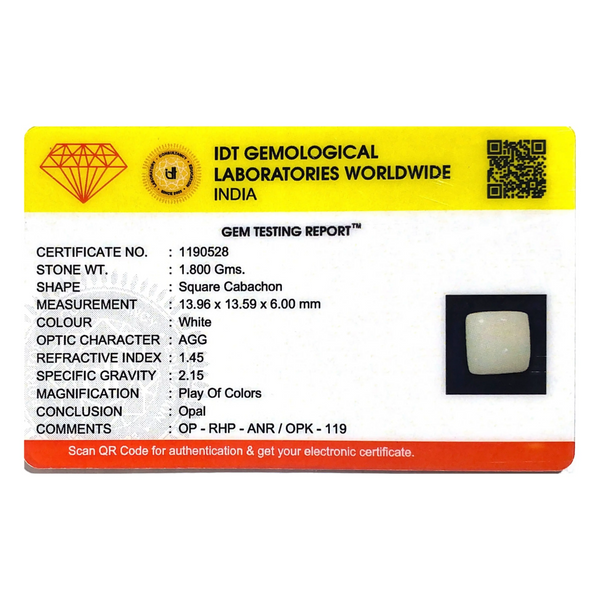 IDT GEMOLOGICAL
LABORATORIES WORLDWIDE
INDIA
GEM TESTING REPORT™
CERTIFICATE NO. : 1190528
STONE WT. : 1.800 Gms.
SHAPE : Square Cabachon
MEASUREMENT : 13.96 x 13.59 x 6.00 mm
COLOUR : White
OPTIC CHARACTER : AGG
REFRACTIVE INDEX : 1.45
SPECIFIC GRAVITY : 2.15
MAGNIFICATION : Play Of Colors
CONCLUSION : Opal
COMMENTS : OP - RHP - ANR / OPK - 119
Scan QR Code for authentication & get your electronic certificate.